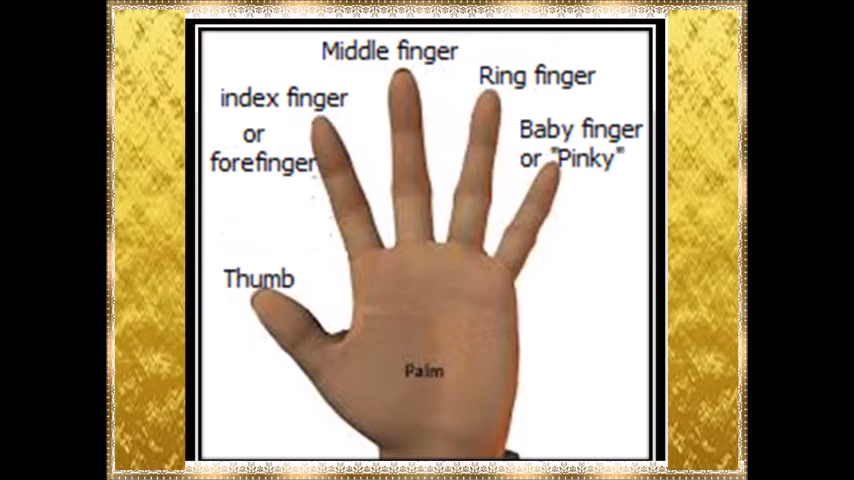 Middle finger
Ring finger
index finger
or
forefinger
Baby finger
or "Pinky"
Thumb
Palm